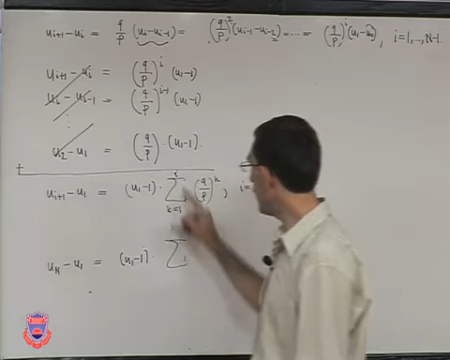 u_{i+1} - u_i = q/p (u_i - u_{i-1}) = (q/p)^2 (u_{i-1} - u_{i-2}) = ... = (q/p)^i (u_1 - u_0), i=1,...,N-1.
u_{i+1} - u_i = (q/p)^i (u_1 - 1)
u_i - u_{i-1} = (q/p)^{i-1} (u_1 - 1)
⋮
u_2 - u_1 = (q/p) · (u_1 - 1).
+
u_{i+1} - u_1 = (u_1 - 1) · ∑_{k=1}^{i} (q/p)^k , i=
u_N - u_1 = (u_1 - 1) · ∑